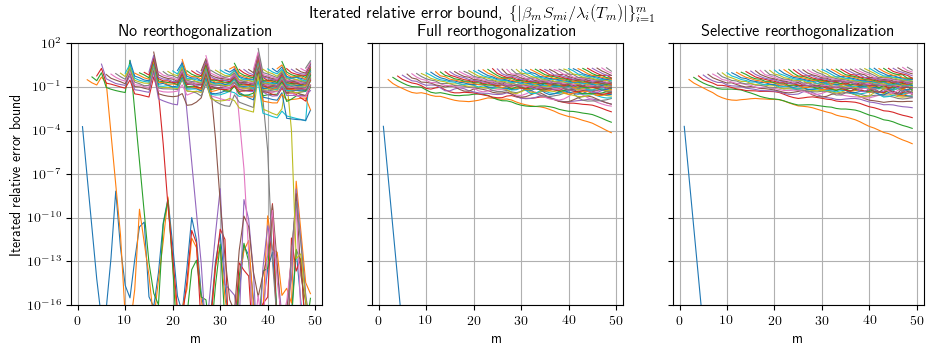 Iterated relative error bound, $\{|\beta_m S_{mi}/\lambda_i(T_m)|\}_{i=1}^m$
No reorthogonalization
Full reorthogonalization
Selective reorthogonalization
Iterated relative error bound
10²
10⁻¹
10⁻⁴
10⁻⁷
10⁻¹⁰
10⁻¹³
10⁻¹⁶
0 10 20 30 40 50
m
0 10 20 30 40 50
m
0 10 20 30 40 50
m